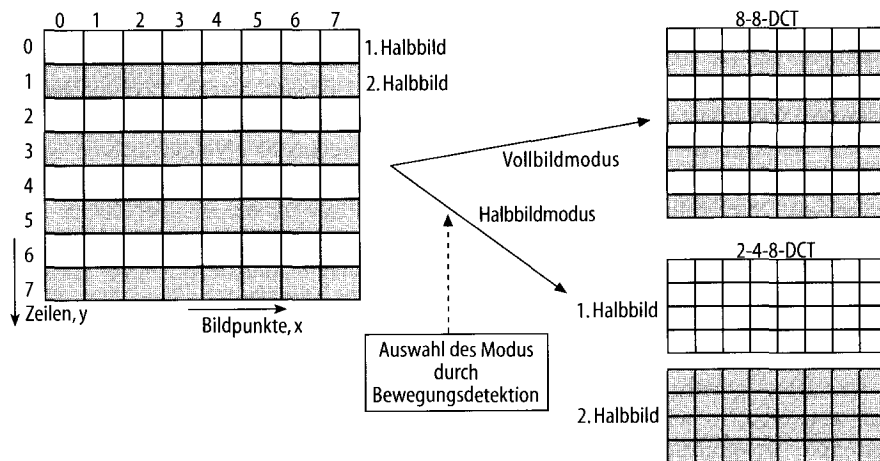 0 1 2 3 4 5 6 7
0
1
2
3
4
5
6
7
1. Halbbild
2. Halbbild
Zeilen, y
Bildpunkte, x
Vollbildmodus
Halbbildmodus
Auswahl des Modus
durch
Bewegungsdetektion
8-8-DCT
2-4-8-DCT
1. Halbbild
2. Halbbild